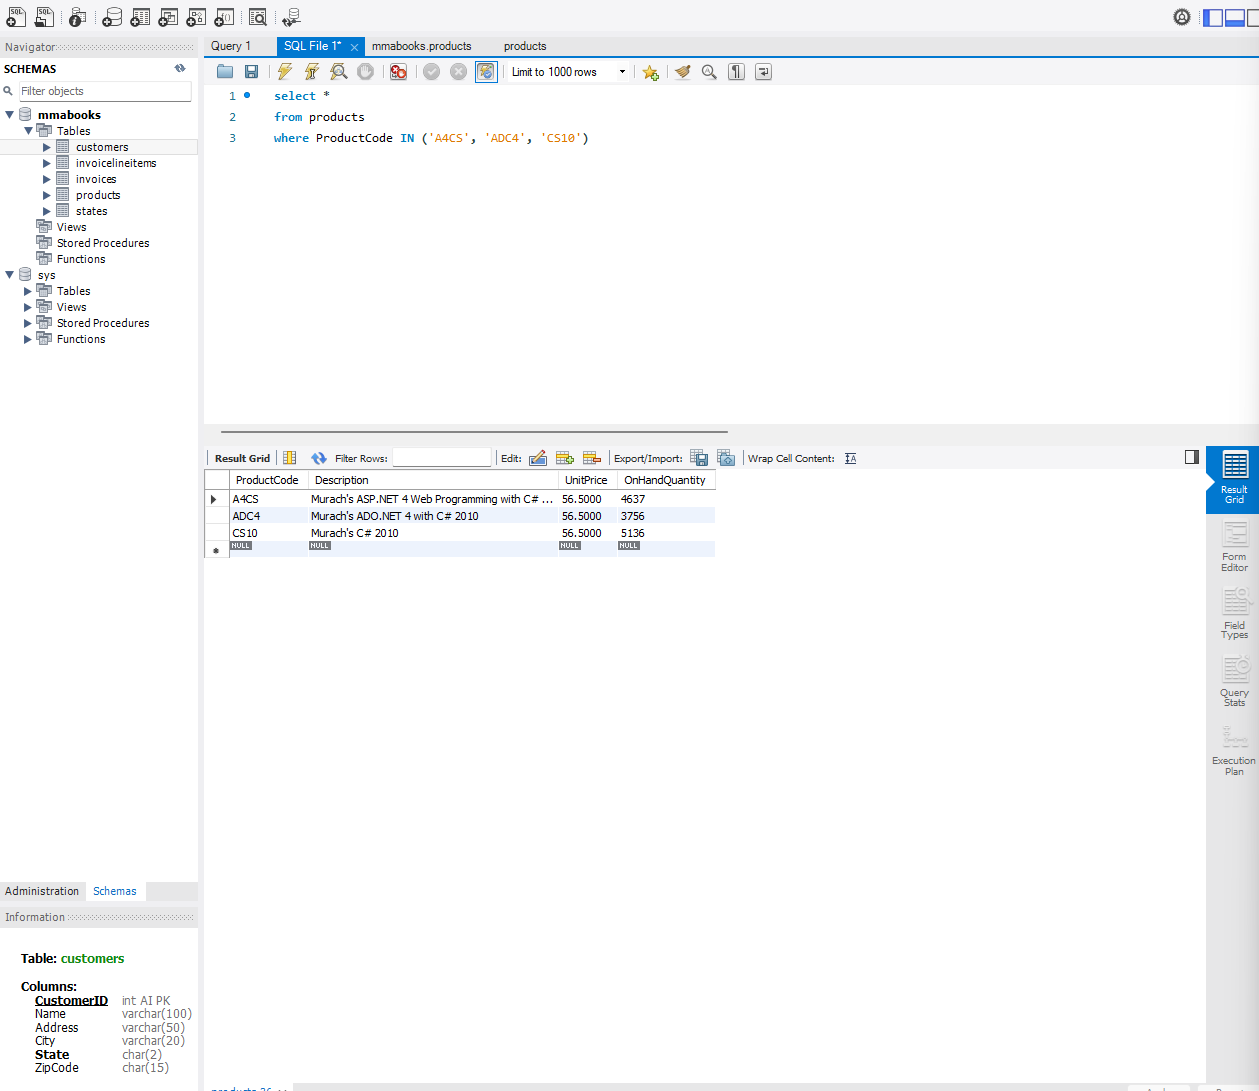 Navigator
Query 1
SQL File 1*
mmabooks.products
products
SCHEMAS
Filter objects
Limit to 1000 rows
mmabooks
Tables
customers
invoicelineitems
invoices
products
states
Views
Stored Procedures
Functions
sys
Tables
Views
Stored Procedures
Functions
1 select *
2 from products
3 where ProductCode IN ('A4CS', 'ADC4', 'CS10')
Result Grid Filter Rows: Edit: Export/Import: Wrap Cell Content:
ProductCode Description UnitPrice OnHandQuantity
A4CS Murach's ASP.NET 4 Web Programming with C# ... 56.5000 4637
ADC4 Murach's ADO.NET 4 with C# 2010 56.5000 3756
CS10 Murach's C# 2010 56.5000 5136
NULL NULL NULL NULL
Result
Grid
Form
Editor
Field
Types
Query
Stats
Execution
Plan
Administration Schemas
Information
Table: customers
Columns:
CustomerID int AI PK
Name varchar(100)
Address varchar(50)
City varchar(20)
State char(2)
ZipCode char(15)